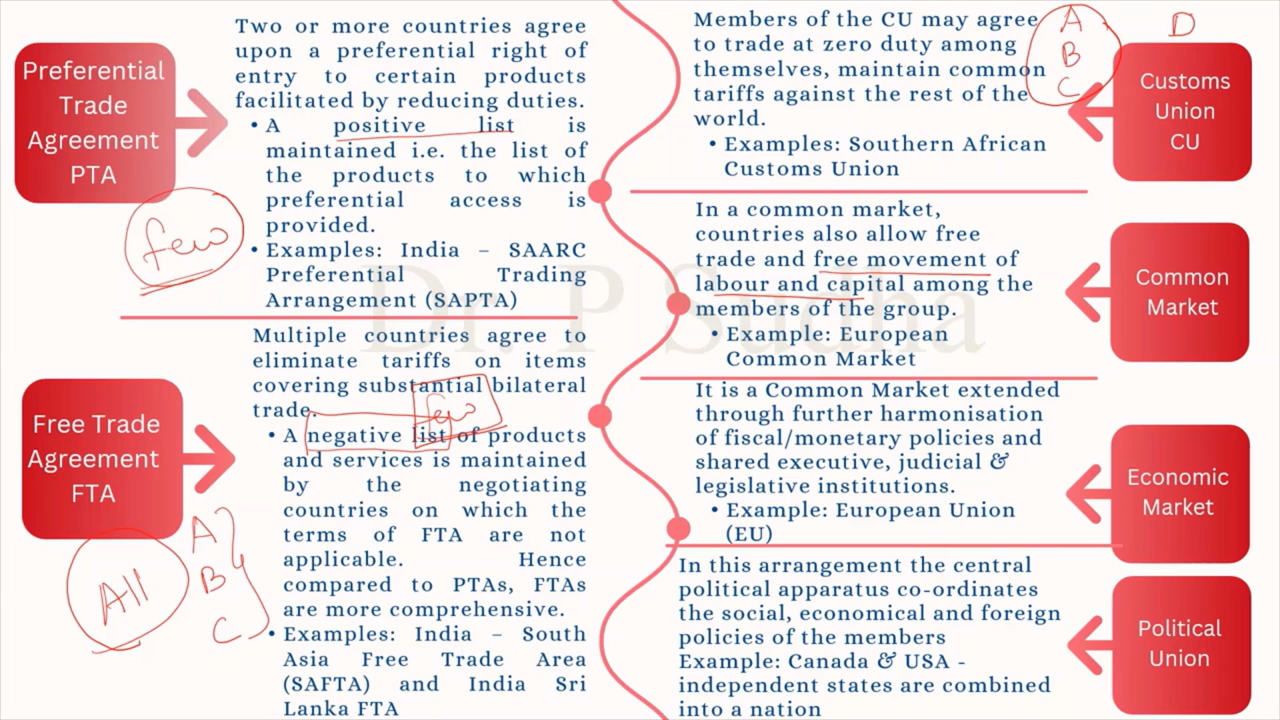 Preferential
Trade
Agreement
PTA
Two or more countries agree
upon a preferential right of
entry to certain products
facilitated by reducing duties.
• A positive list is
maintained i.e. the list of
the products to which
preferential access is
provided.
• Examples: India – SAARC
Preferential Trading
Arrangement (SAPTA)
few
Free Trade
Agreement
FTA
Multiple countries agree to
eliminate tariffs on items
covering substantial bilateral
trade.
few
• A negative list of products
and services is maintained
by the negotiating
countries on which the
terms of FTA are not
applicable. Hence
compared to PTAs, FTAs
are more comprehensive.
• Examples: India – South
Asia Free Trade Area
(SAFTA) and India Sri
Lanka FTA
All
A
B
C
Members of the CU may agree
to trade at zero duty among
themselves, maintain common
tariffs against the rest of the
world.
• Examples: Southern African
Customs Union
A
B
C
D
Customs
Union
CU
In a common market,
countries also allow free
trade and free movement of
labour and capital among the
members of the group.
• Example: European
Common Market
Common
Market
It is a Common Market extended
through further harmonisation
of fiscal/monetary policies and
shared executive, judicial &
legislative institutions.
• Example: European Union
(EU)
Economic
Market
In this arrangement the central
political apparatus co-ordinates
the social, economical and foreign
policies of the members
Example: Canada & USA -
independent states are combined
into a nation
Political
Union
Dr. P Sudha